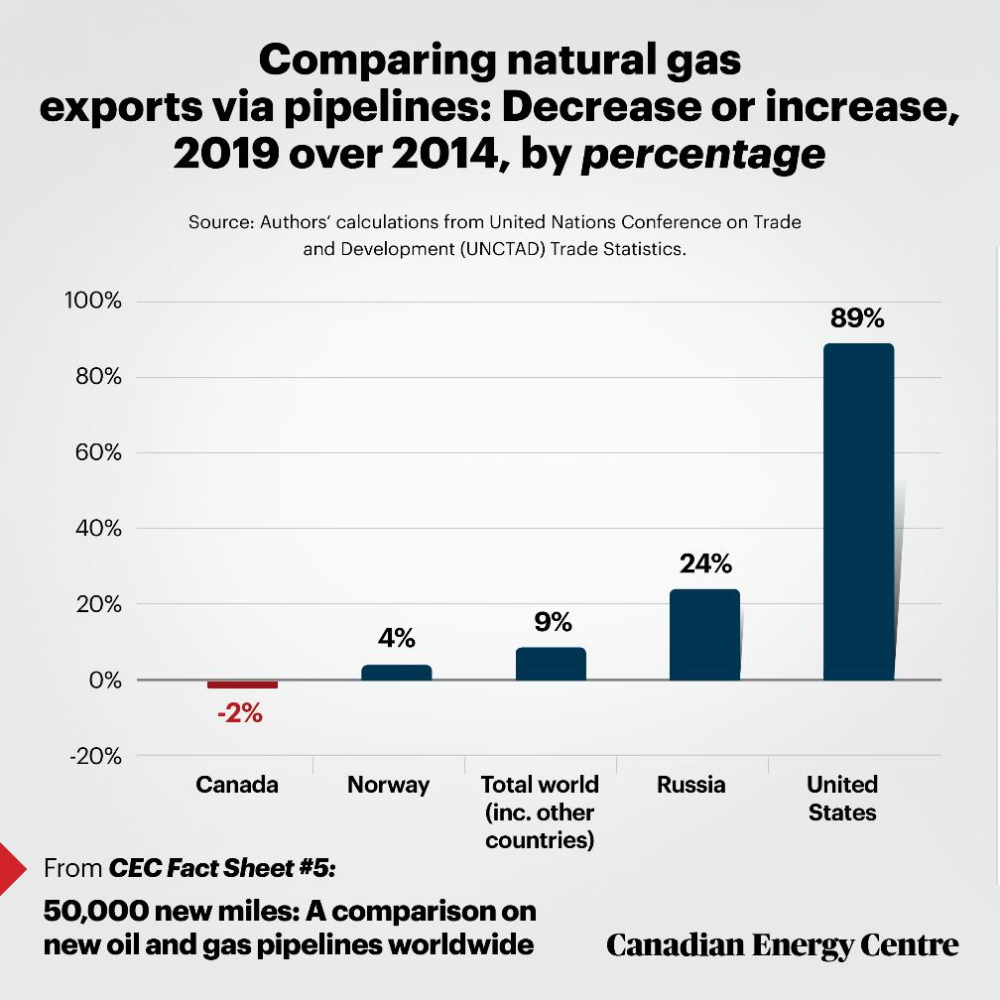 Comparing natural gas
exports via pipelines: Decrease or increase,
2019 over 2014, by percentage
Source: Authors' calculations from United Nations Conference on Trade
and Development (UNCTAD) Trade Statistics.
100%
80%
60%
40%
20%
0%
-20%
-2%
4%
9%
24%
89%
Canada
Norway
Total world
(inc. other
countries)
Russia
United
States
From CEC Fact Sheet #5:
50,000 new miles: A comparison on
new oil and gas pipelines worldwide
Canadian Energy Centre